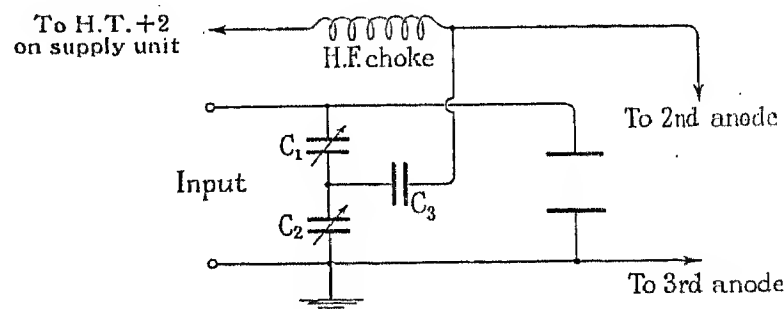 To H.T.+2
on supply unit
H.F. choke
To 2nd anode
C1
Input
C3
C2
To 3rd anode